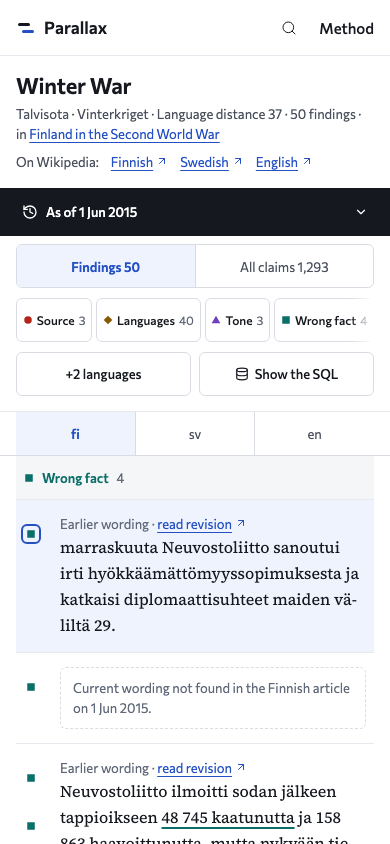 Parallax
Method
Winter War
Talvisota · Vinterkriget · Language distance 37 · 50 findings ·
in Finland in the Second World War
On Wikipedia: Finnish Swedish English
As of 1 Jun 2015
Findings 50
All claims 1,293
Source 3
Languages 40
Tone 3
Wrong fact 4
+2 languages
Show the SQL
fi
sv
en
Wrong fact 4
Earlier wording · read revision
marraskuuta Neuvostoliitto sanoutui
irti hyökkäämättömyyssopimuksesta ja
katkaisi diplomaattisuhteet maiden vä-
liltä 29.
Current wording not found in the Finnish article
on 1 Jun 2015.
Earlier wording · read revision
Neuvostoliitto ilmoitti sodan jälkeen
tappioikseen 48 745 kaatunutta ja 158
863 haavoittunutta, mutta nykyään tie-